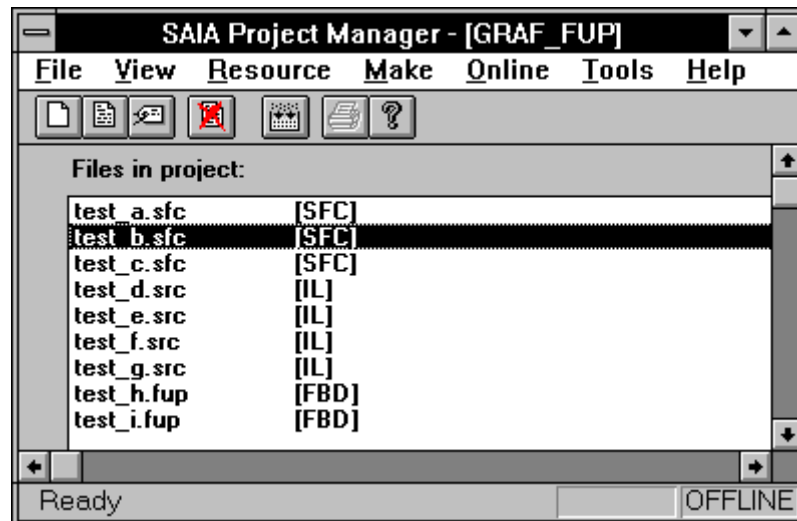 SAIA Project Manager - [GRAF_FUP]
File View Resource Make Online Tools Help
Files in project:
test_a.sfc [SFC]
test_b.sfc [SFC]
test_c.sfc [SFC]
test_d.src [IL]
test_e.src [IL]
test_f.src [IL]
test_g.src [IL]
test_h.fup [FBD]
test_i.fup [FBD]
Ready OFFLINE